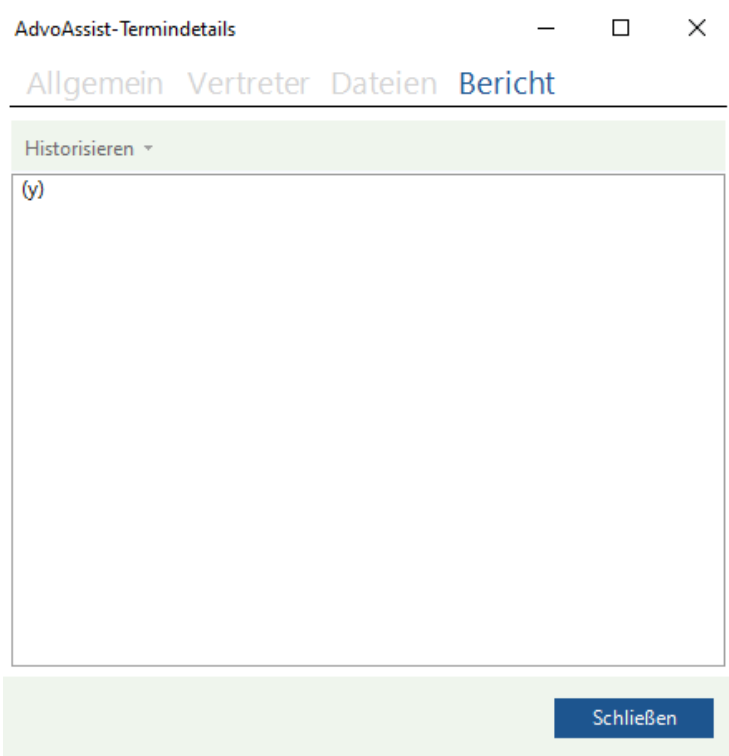 AdvoAssist-Termindetails
Allgemein Vertreter Dateien Bericht
Historisieren
(y)
Schließen